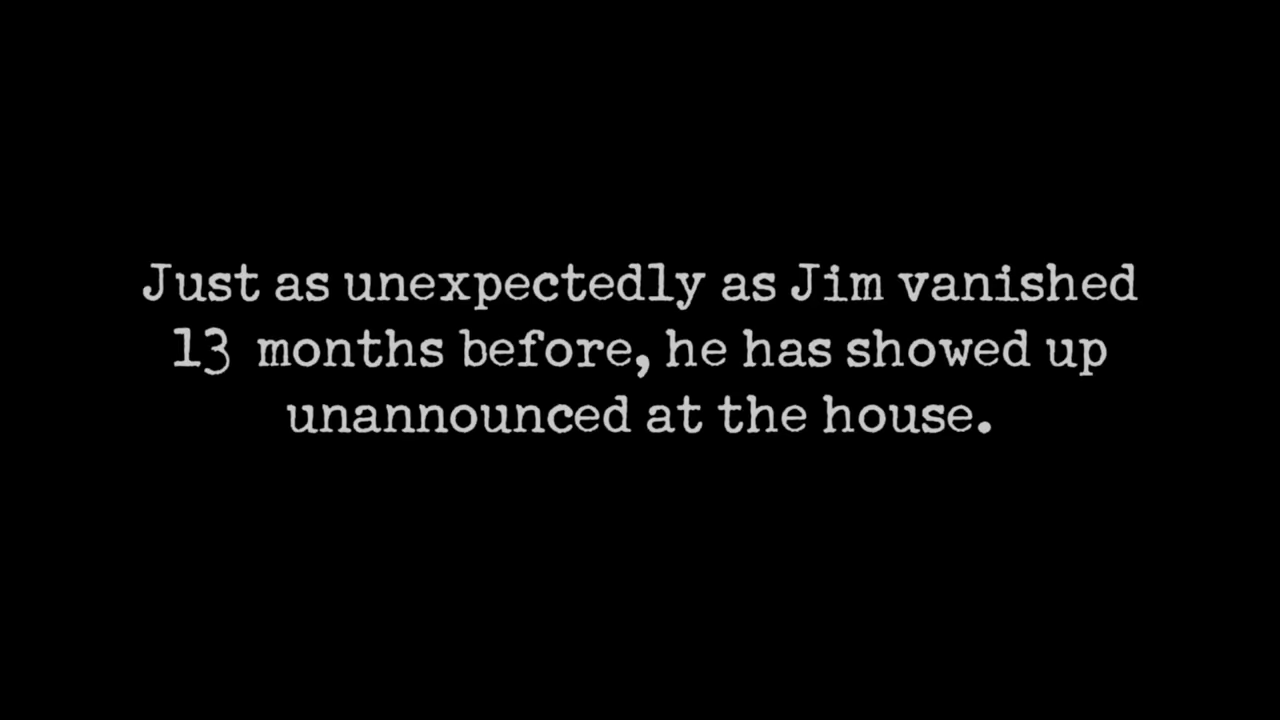 Just as unexpectedly as Jim vanished
13 months before, he has showed up
unannounced at the house.